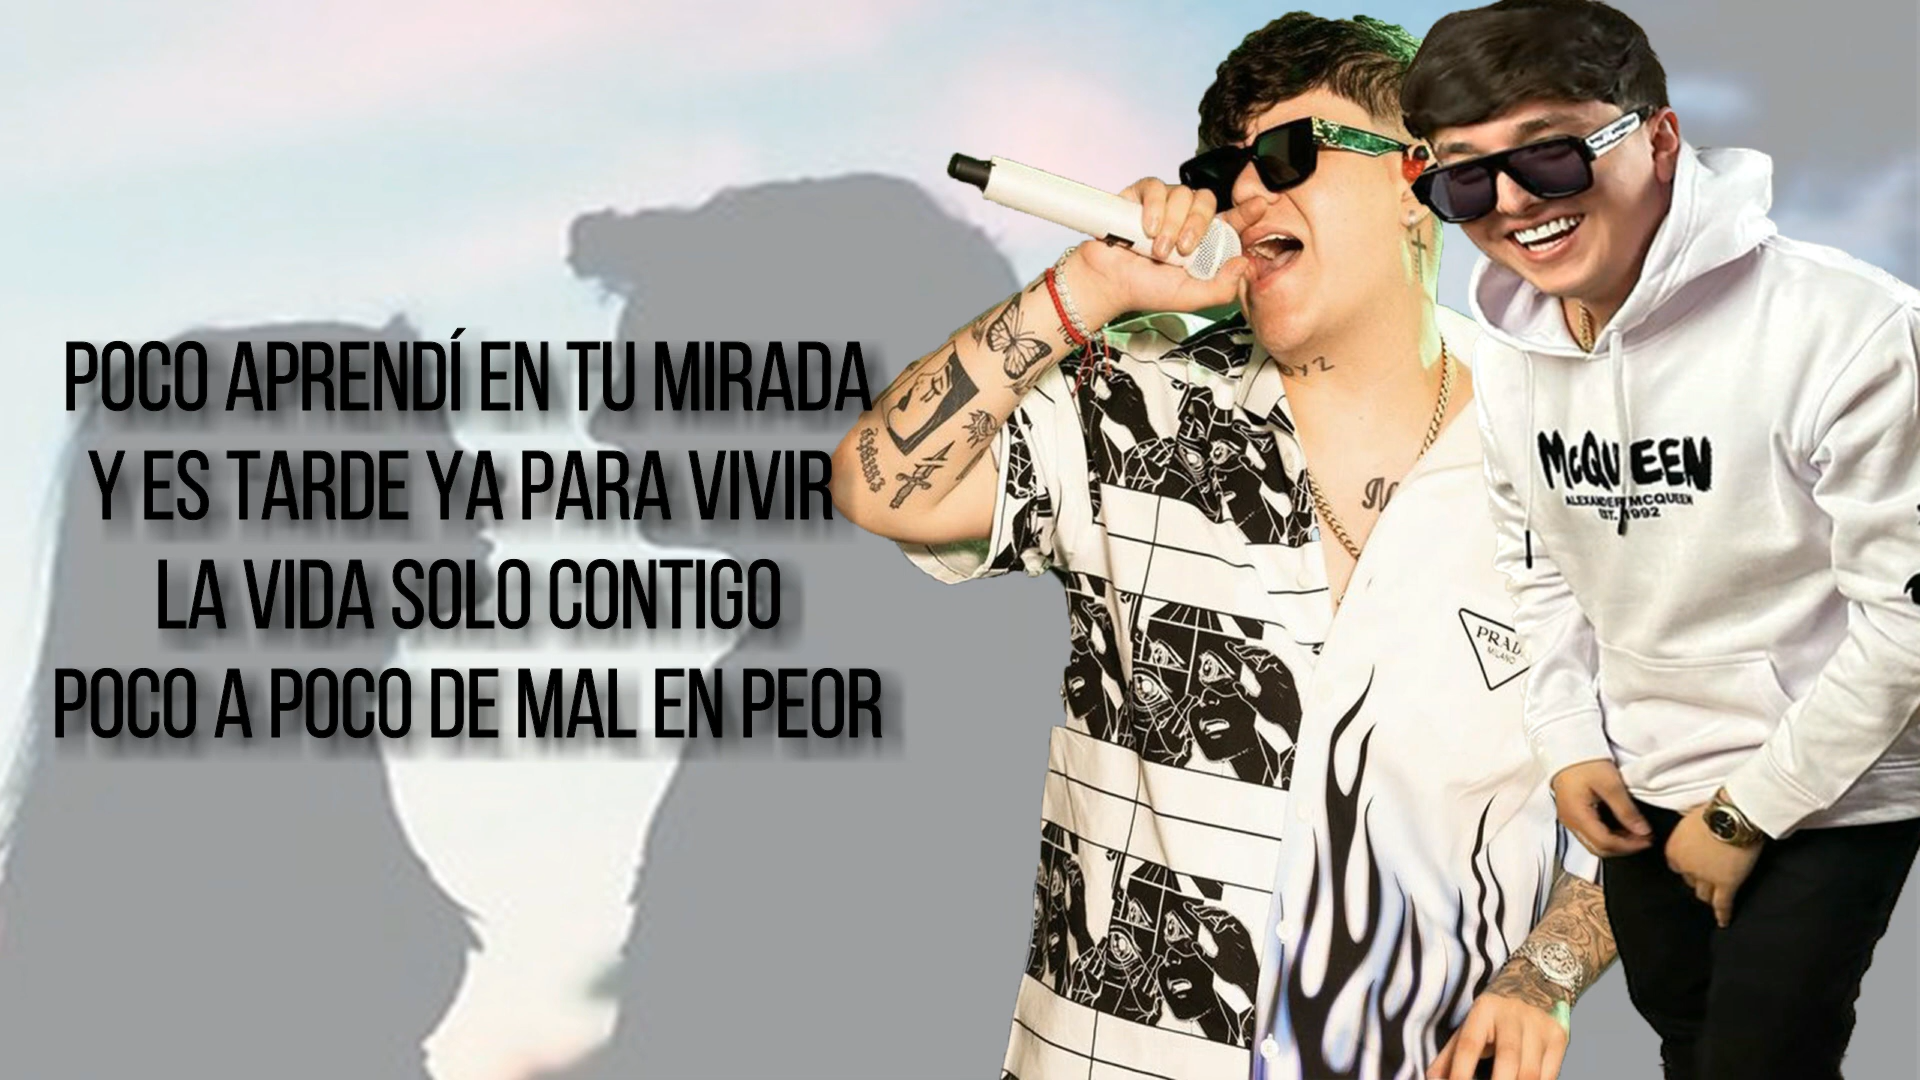 POCO APRENDÍ EN TU MIRADA
Y ES TARDE YA PARA VIVIR
LA VIDA SOLO CONTIGO
POCO A POCO DE MAL EN PEOR
McQUEEN
ALEXANDER MCQUEEN
EST. 1992
PRADA
MILANO